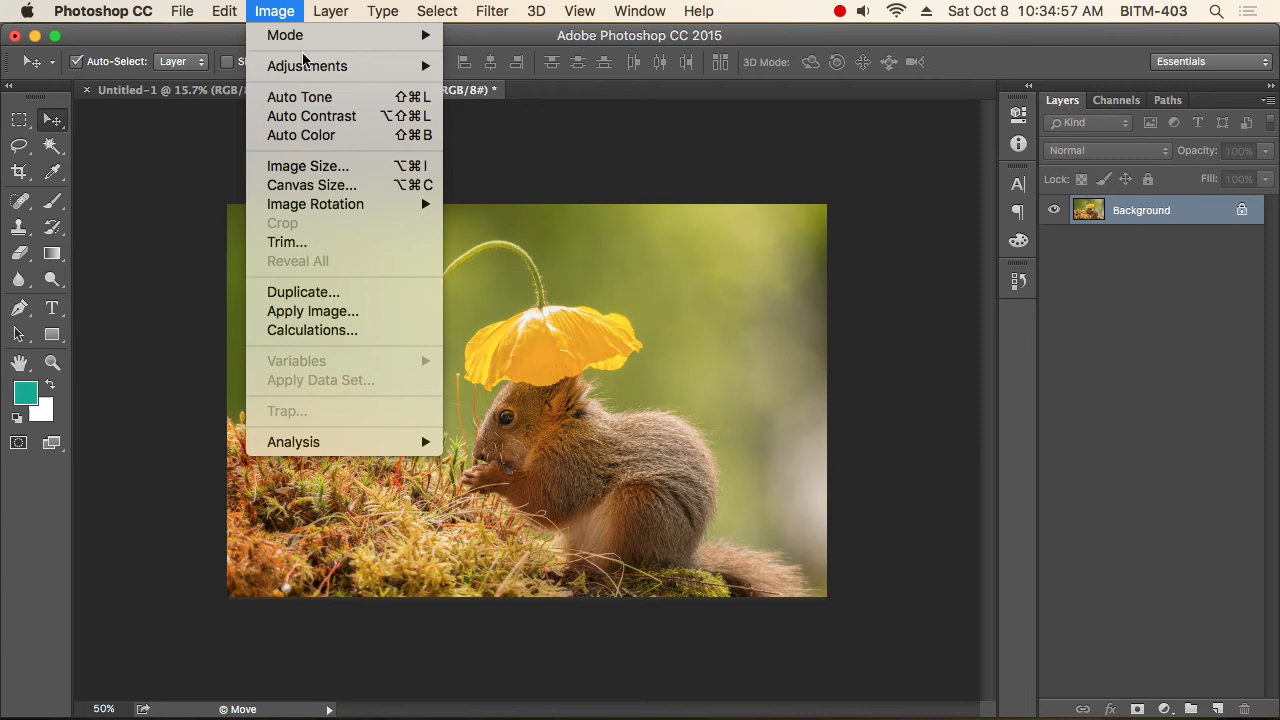 Photoshop CC File Edit Image Layer Type Select Filter 3D View Window Help Sat Oct 8 10:34:57 AM BITM-403
Adobe Photoshop CC 2015
Auto-Select: Layer 3D Mode: Essentials
Untitled-1 @ 15.7% (RGB/ RGB/8#) *
Mode
Adjustments
Auto Tone ⇧⌘L
Auto Contrast ⌥⇧⌘L
Auto Color ⇧⌘B
Image Size... ⌥⌘I
Canvas Size... ⌥⌘C
Image Rotation
Crop
Trim...
Reveal All
Duplicate...
Apply Image...
Calculations...
Variables
Apply Data Set...
Trap...
Analysis
Layers Channels Paths
Kind
Normal Opacity: 100%
Lock: Fill: 100%
Background
50% Move